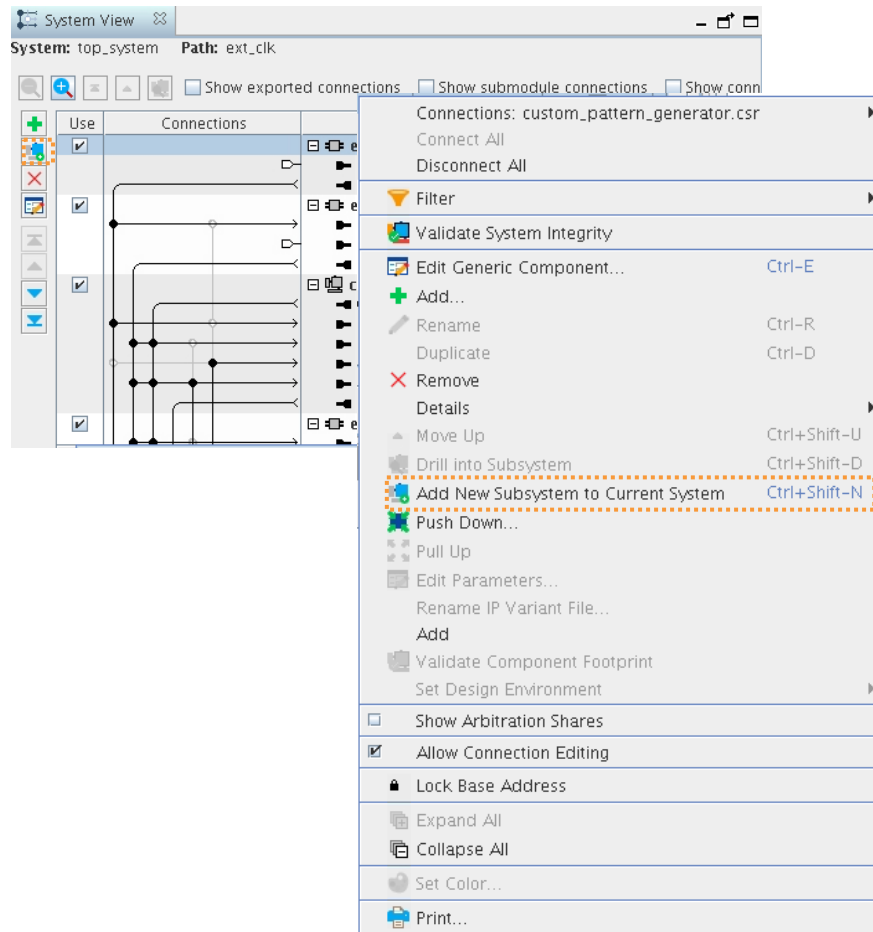 System View
System: top_system Path: ext_clk
Show exported connections Show submodule connections Show conn
Use Connections
e
e
c
e
Connections: custom_pattern_generator.csr
Connect All
Disconnect All
Filter
Validate System Integrity
Edit Generic Component... Ctrl-E
Add...
Rename Ctrl-R
Duplicate Ctrl-D
Remove
Details
Move Up Ctrl+Shift-U
Drill into Subsystem Ctrl+Shift-D
Add New Subsystem to Current System Ctrl+Shift-N
Push Down...
Pull Up
Edit Parameters...
Rename IP Variant File...
Add
Validate Component Footprint
Set Design Environment
Show Arbitration Shares
Allow Connection Editing
Lock Base Address
Expand All
Collapse All
Set Color...
Print...